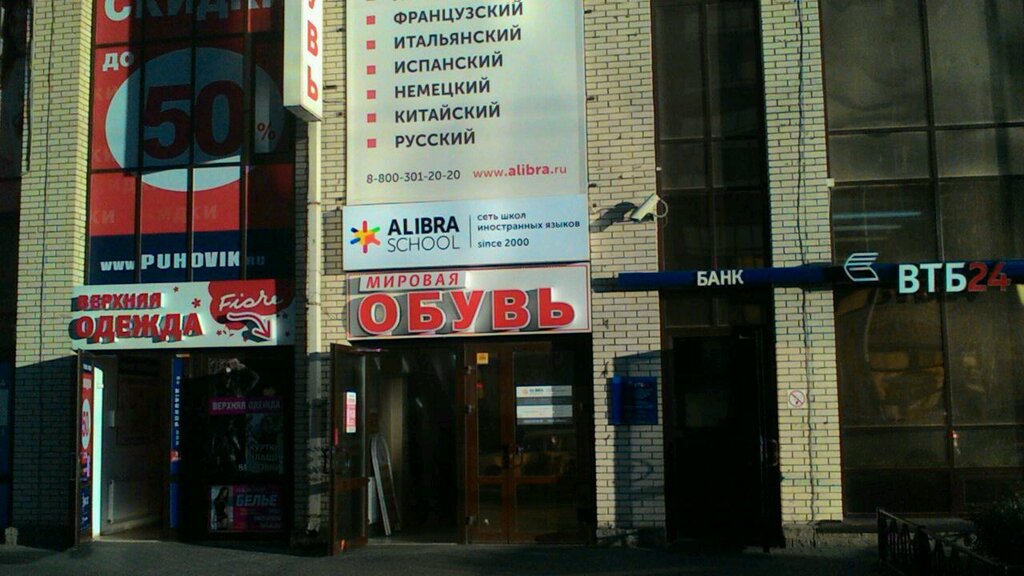 СКИДКИ
ДО
50%
www.PUHOVIK.RU
ВЕРХНЯЯ
ОДЕЖДА
Fiore
ВЕРХНЯЯ ОДЕЖДА
БЕЛЬЕ
ФРАНЦУЗСКИЙ
ИТАЛЬЯНСКИЙ
ИСПАНСКИЙ
НЕМЕЦКИЙ
КИТАЙСКИЙ
РУССКИЙ
8-800-301-20-20 www.alibra.ru
ALIBRA
SCHOOL
сеть школ
иностранных языков
since 2000
МИРОВАЯ
ОБУВЬ
ALIBRA
БАНК
ВТБ24